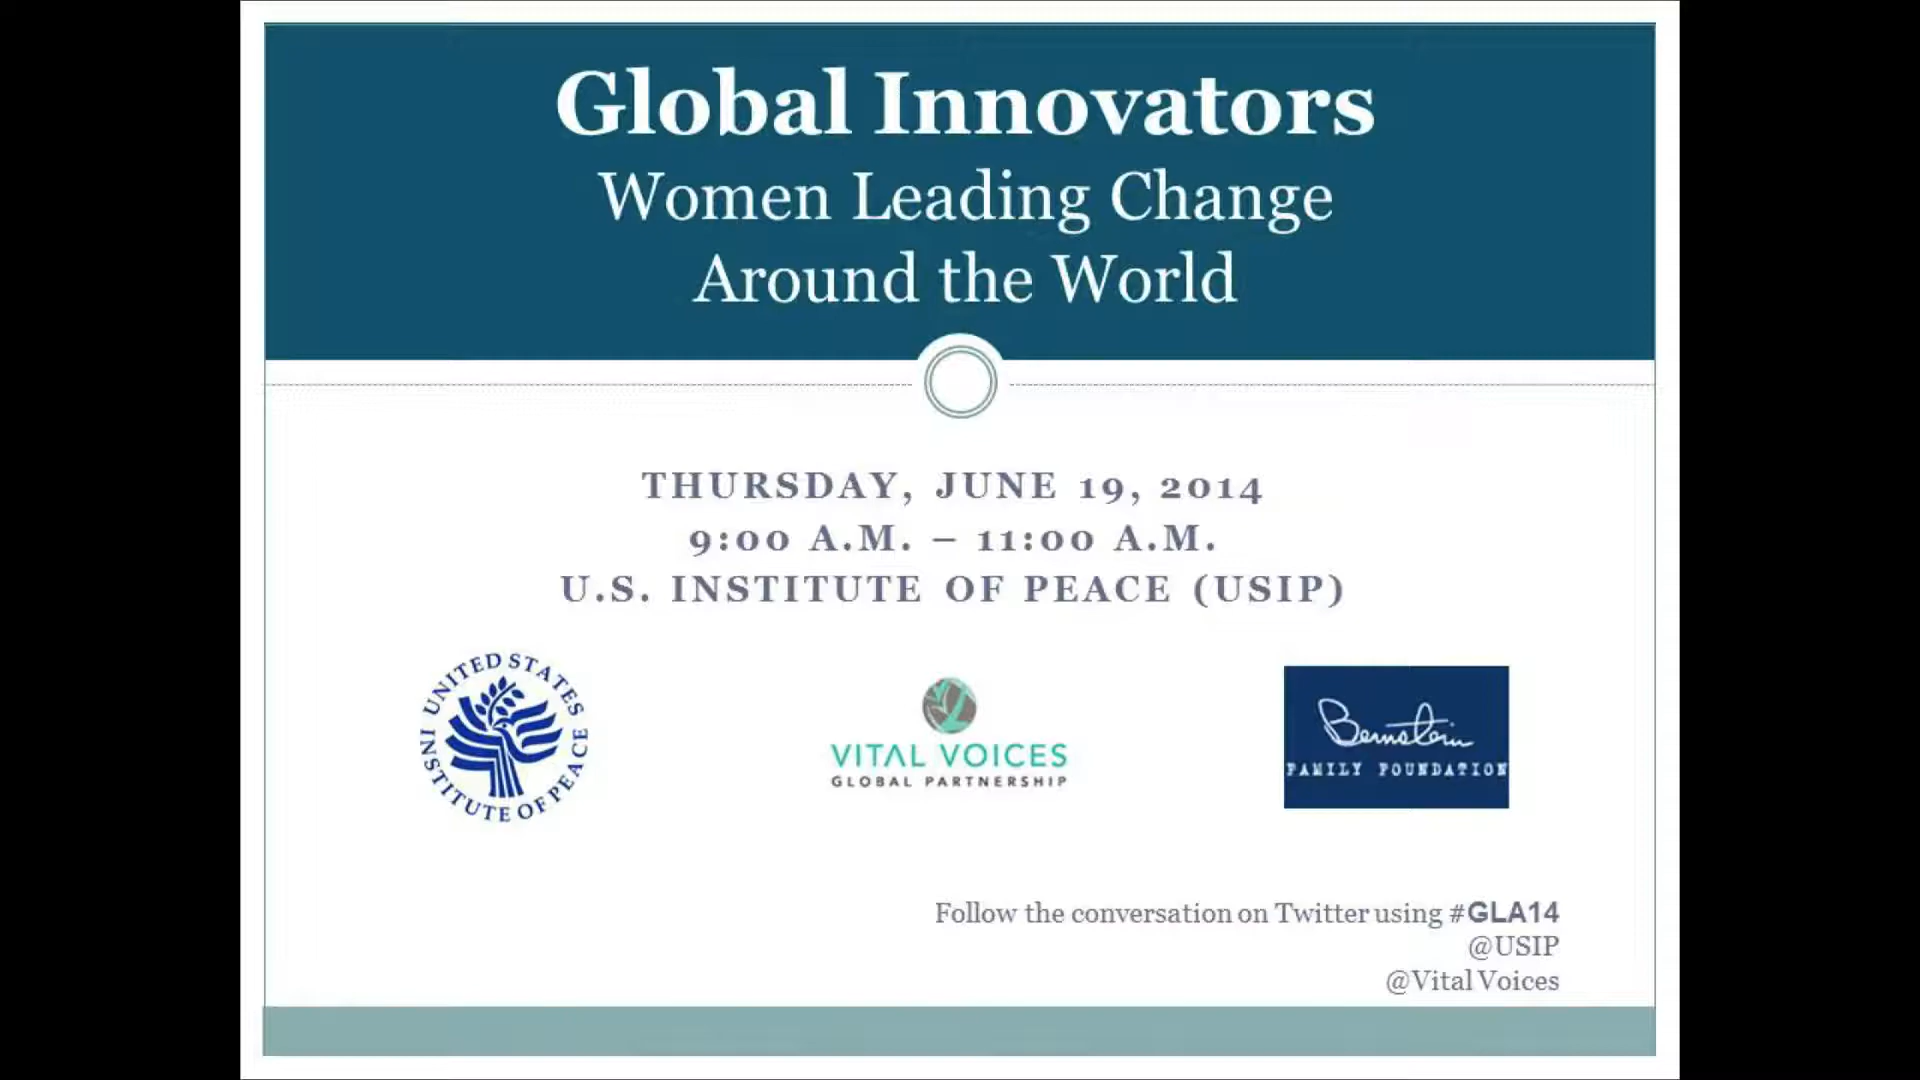 Global Innovators
Women Leading Change
Around the World
THURSDAY, JUNE 19, 2014
9:00 A.M. – 11:00 A.M.
U.S. INSTITUTE OF PEACE (USIP)
UNITED STATES
INSTITUTE OF PEACE
VITAL VOICES
GLOBAL PARTNERSHIP
Bernstein
FAMILY FOUNDATION
Follow the conversation on Twitter using #GLA14
@USIP
@Vital Voices